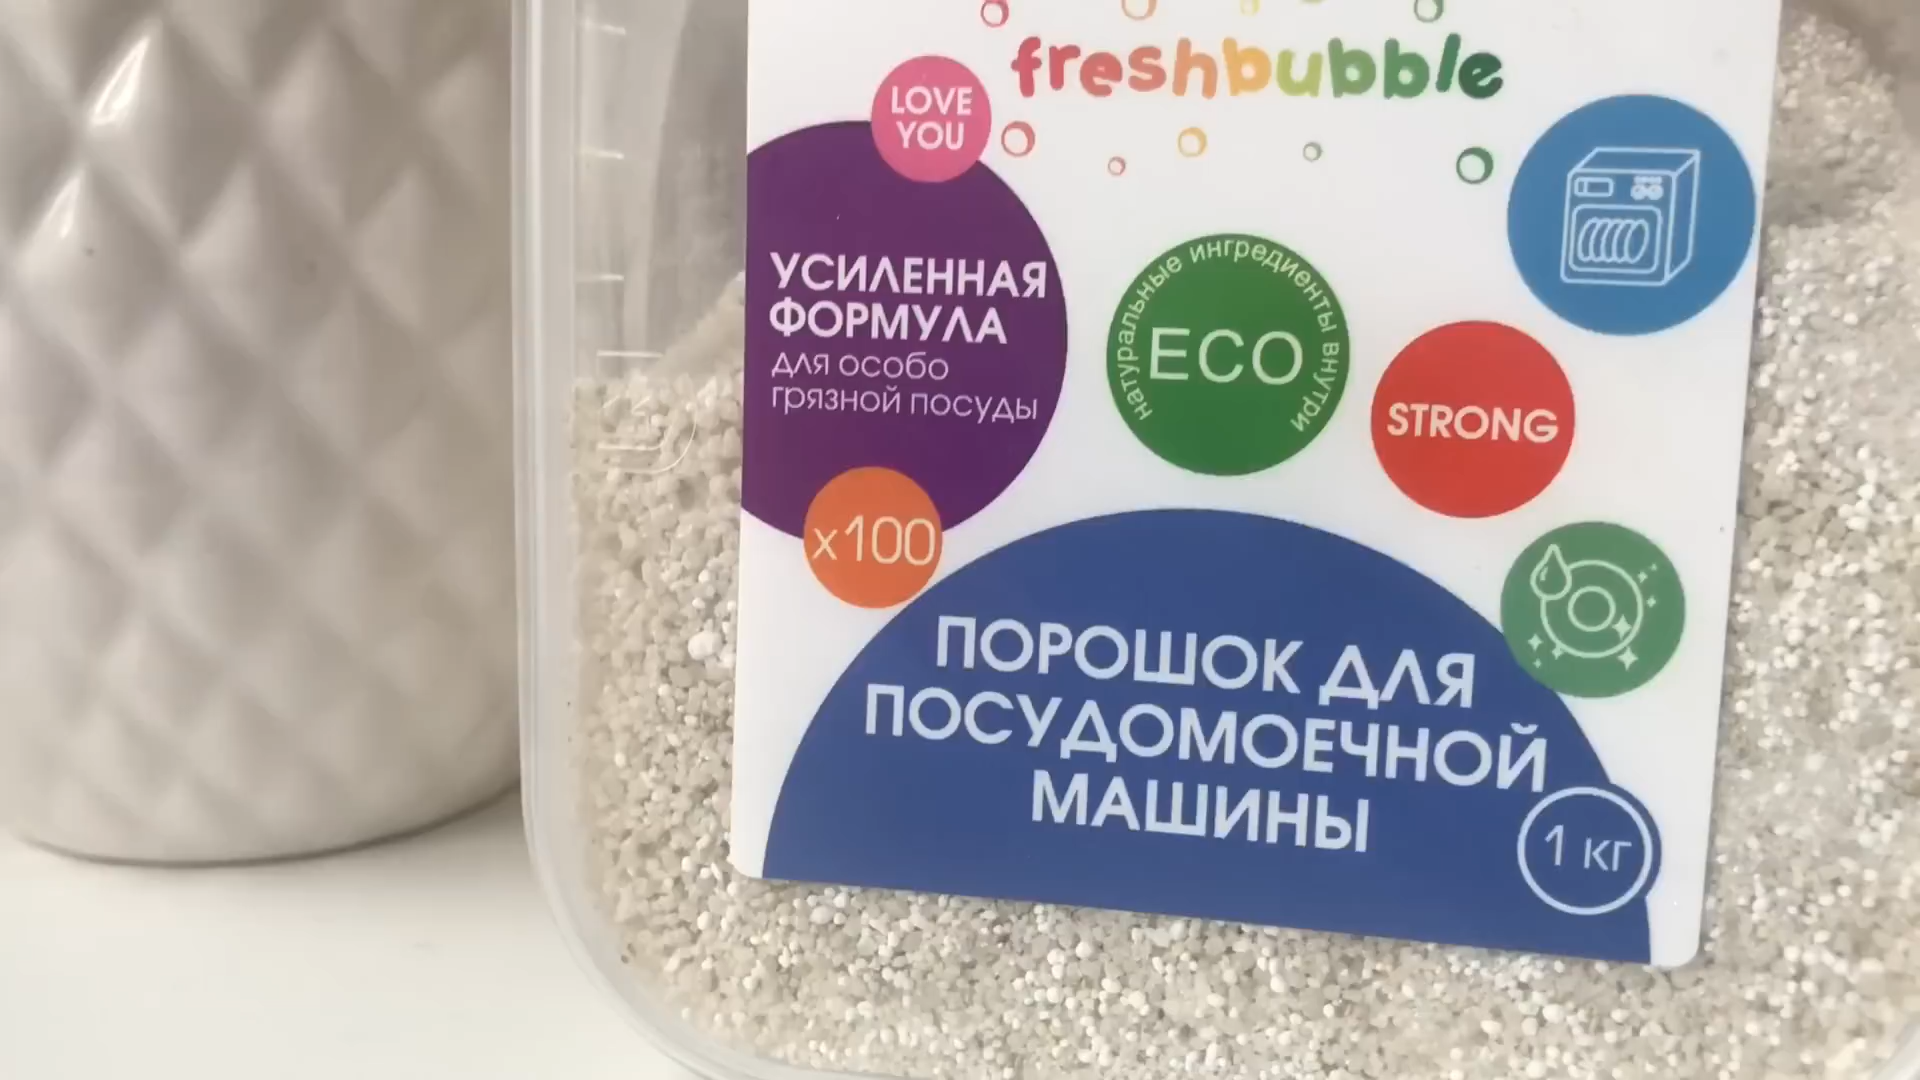 freshbubble
LOVE
YOU
УСИЛЕННАЯ
ФОРМУЛА
для особо
грязной посуды
x100
натуральные ингредиенты внутри
ECO
STRONG
ПОРОШОК ДЛЯ
ПОСУДОМОЕЧНОЙ
МАШИНЫ
1 кг